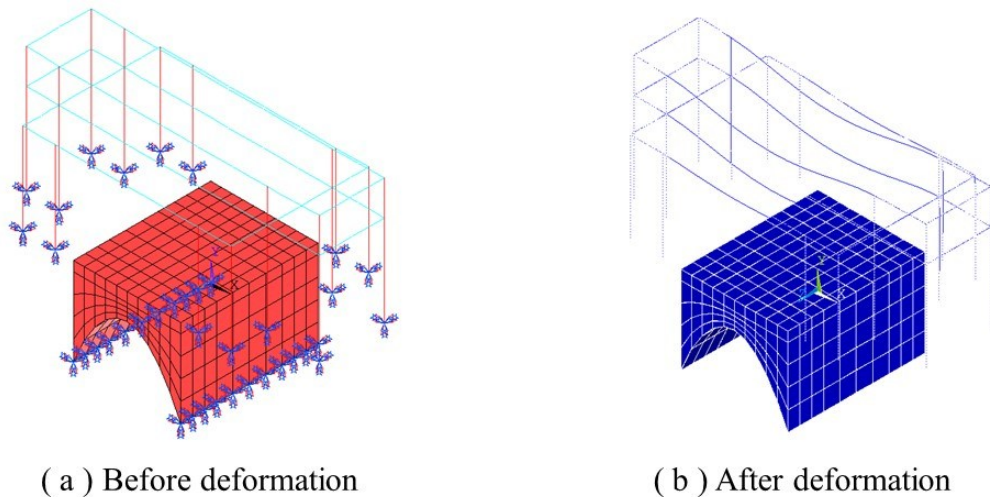 Y
X
Y
X
( a ) Before deformation
( b ) After deformation